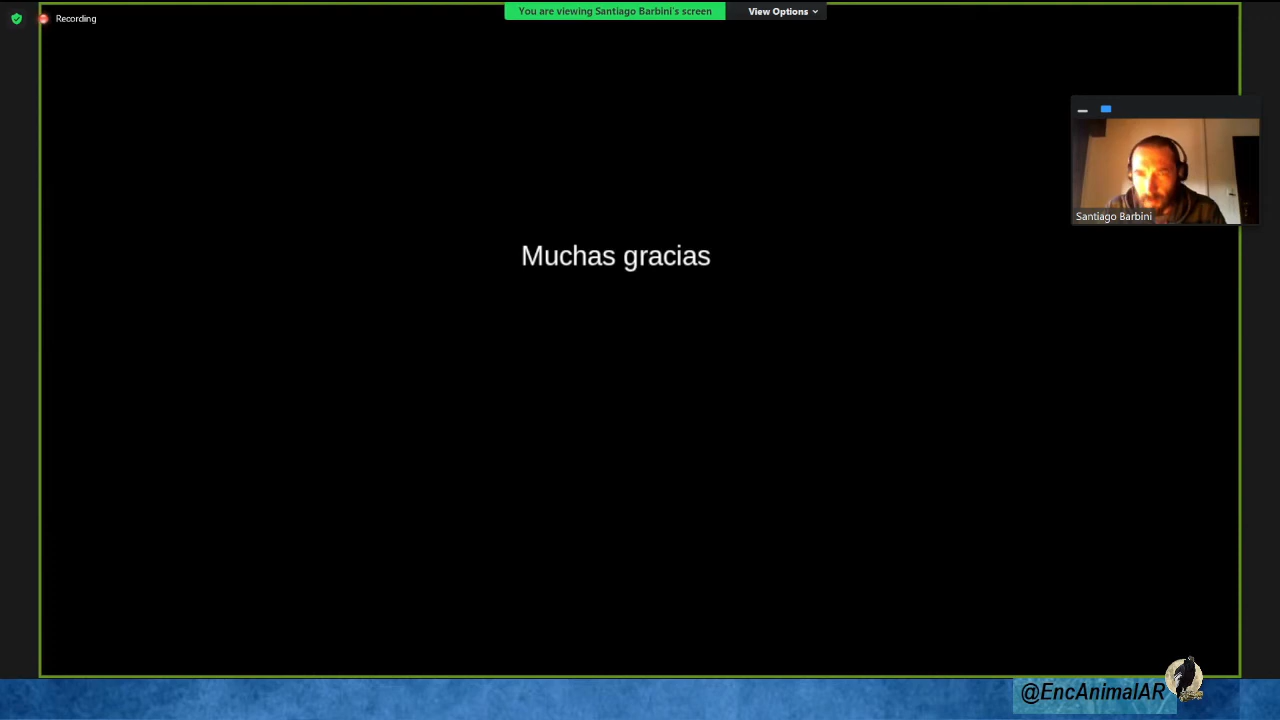 Recording
You are viewing Santiago Barbini's screen
View Options
Santiago Barbini
Muchas gracias
@EncAnimalAR